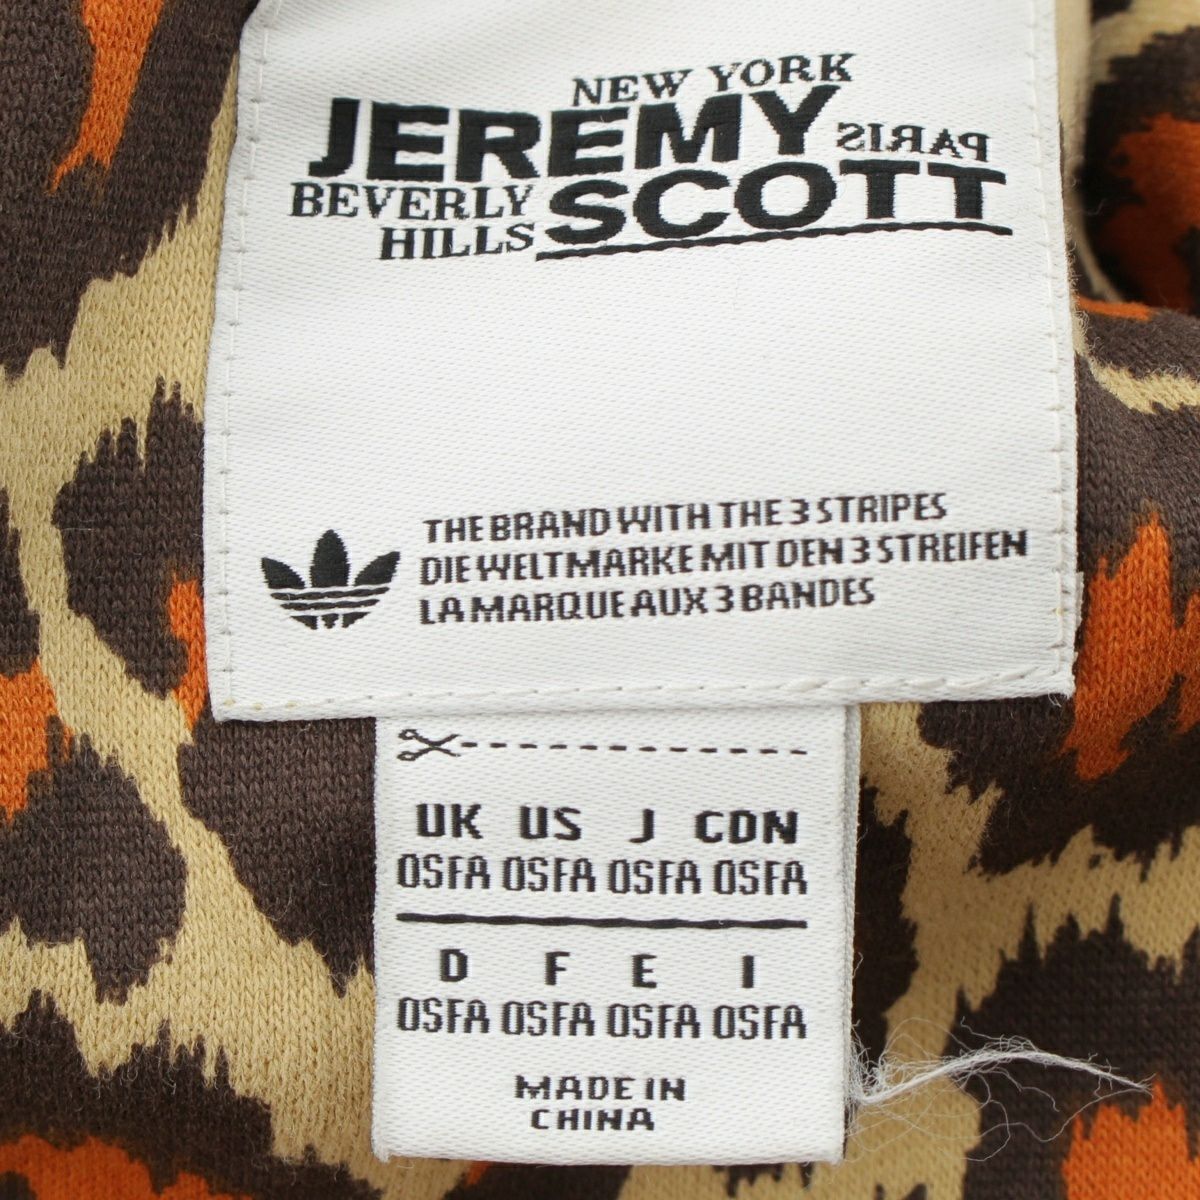 NEW YORK
JEREMY PARIS
BEVERLY SCOTT
HILLS
THE BRAND WITH THE 3 STRIPES
DIE WELTMARKE MIT DEN 3 STREIFEN
LA MARQUE AUX 3 BANDES
UK US J CDN
OSFA OSFA OSFA OSFA
D F E I
OSFA OSFA OSFA OSFA
MADE IN
CHINA